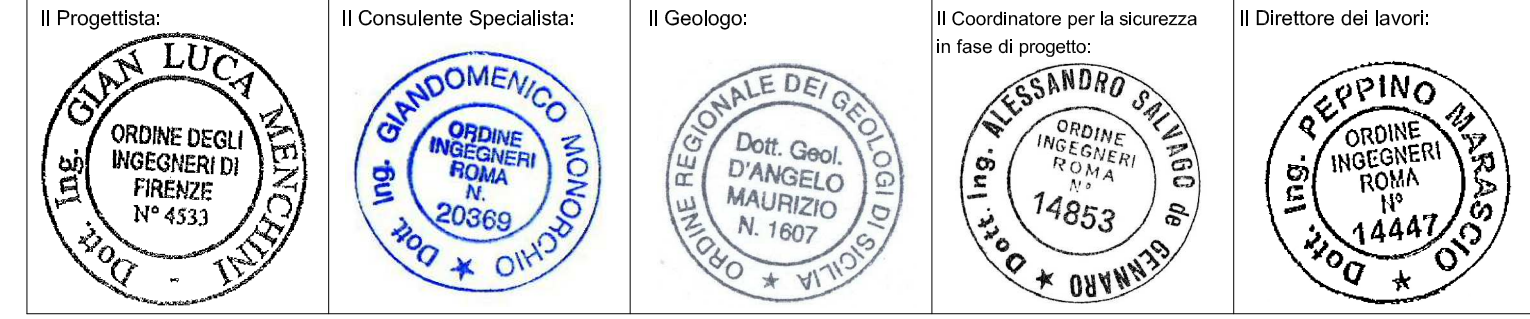 Il Progettista:
Dott. Ing. GIAN LUCA MENCHINI -
ORDINE DEGLI
INGEGNERI DI
FIRENZE
N° 4533
Il Consulente Specialista:
Dott. Ing. GIANDOMENICO MONORCHIO ★
ORDINE
INGEGNERI
ROMA
N.
20369
Il Geologo:
ORDINE REGIONALE DEI GEOLOGI DI SICILIA ★
Dott. Geol.
D'ANGELO
MAURIZIO
N. 1607
Il Coordinatore per la sicurezza
in fase di progetto:
Dott. Ing. ALESSANDRO SALVAGO de GENNARO ★
ORDINE
INGEGNERI
ROMA
N°
14853
Il Direttore dei lavori:
Dott. Ing. PEPPINO MARASCIO ★
ORDINE
INGEGNERI
ROMA
N°
14447